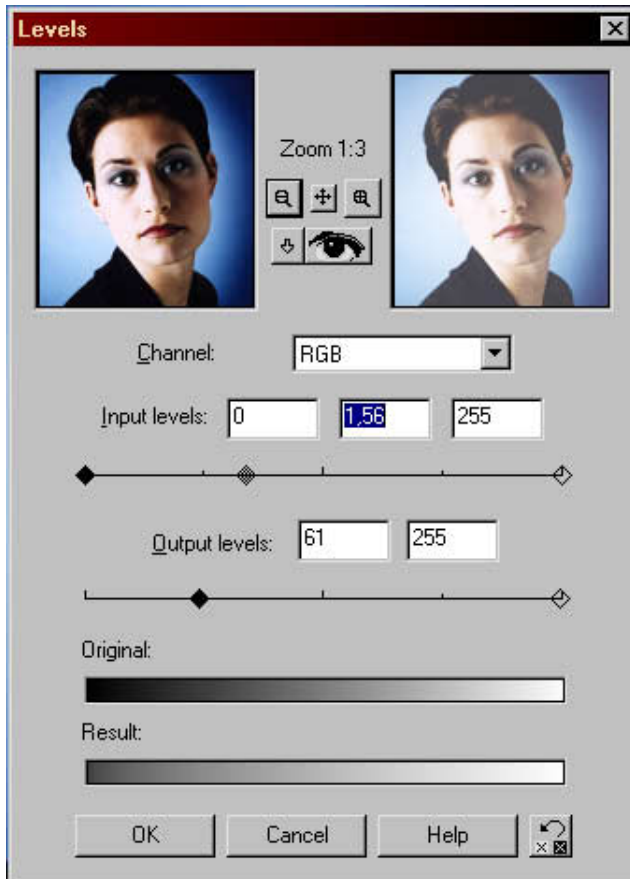 Levels
Zoom 1:3
Channel: RGB
Input levels: 0 1,56 255
Output levels: 61 255
Original:
Result:
OK Cancel Help